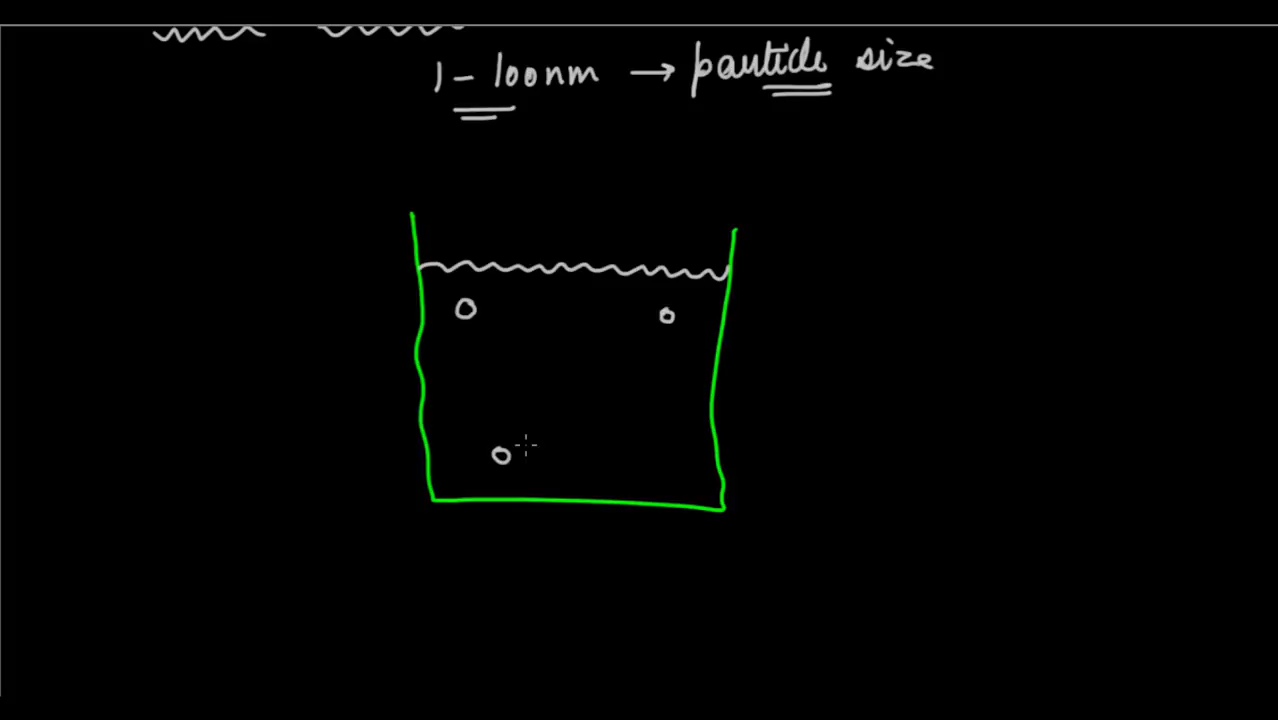 1 - 100nm → particle size